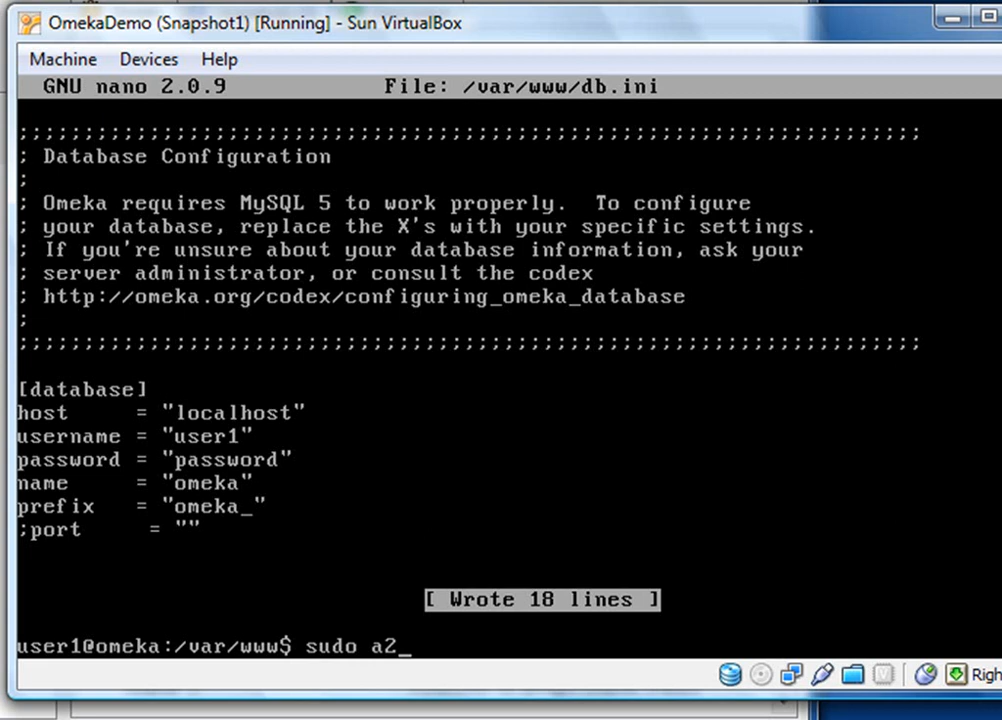 OmekaDemo (Snapshot1) [Running] - Sun VirtualBox
Machine Devices Help
GNU nano 2.0.9 File: /var/www/db.ini
;;;;;;;;;;;;;;;;;;;;;;;;;;;;;;;;;;;;;;;;;;;;;;;;;;;;;;;;;;;;;;;;;;;;;
; Database Configuration
;
; Omeka requires MySQL 5 to work properly. To configure
; your database, replace the X's with your specific settings.
; If you're unsure about your database information, ask your
; server administrator, or consult the codex
; http://omeka.org/codex/configuring_omeka_database
;
;;;;;;;;;;;;;;;;;;;;;;;;;;;;;;;;;;;;;;;;;;;;;;;;;;;;;;;;;;;;;;;;;;;;;
[database]
host = "localhost"
username = "user1"
password = "password"
name = "omeka"
prefix = "omeka_"
;port = ""
[ Wrote 18 lines ]
user1@omeka:/var/www$ sudo a2_